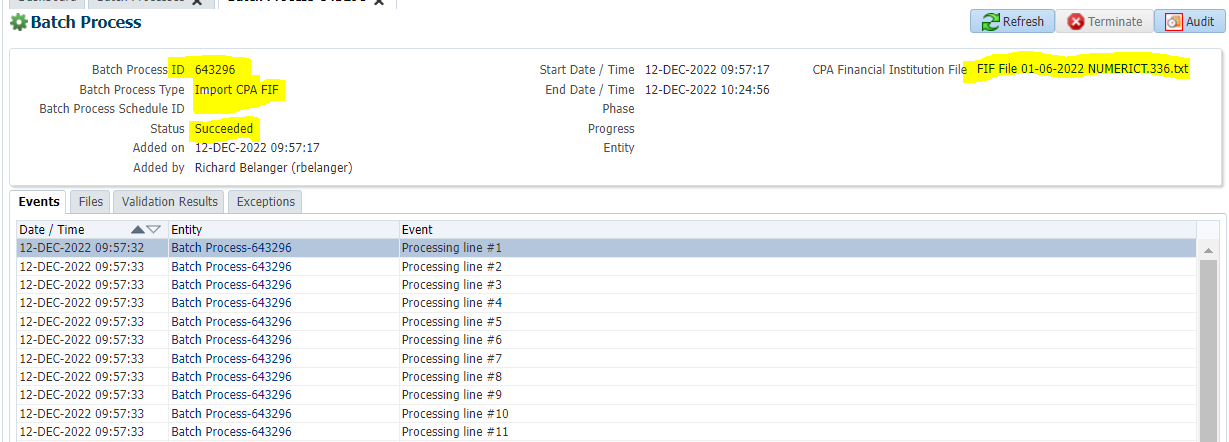 Batch Process
Refresh
Terminate
Audit
Batch Process ID 643296
Batch Process Type Import CPA FIF
Batch Process Schedule ID
Status Succeeded
Added on 12-DEC-2022 09:57:17
Added by Richard Belanger (rbelanger)
Start Date / Time 12-DEC-2022 09:57:17
End Date / Time 12-DEC-2022 10:24:56
Phase
Progress
Entity
CPA Financial Institution File FIF File 01-06-2022 NUMERICT.336.txt
Events Files Validation Results Exceptions
Date / Time Entity Event
12-DEC-2022 09:57:32 Batch Process-643296 Processing line #1
12-DEC-2022 09:57:33 Batch Process-643296 Processing line #2
12-DEC-2022 09:57:33 Batch Process-643296 Processing line #3
12-DEC-2022 09:57:33 Batch Process-643296 Processing line #4
12-DEC-2022 09:57:33 Batch Process-643296 Processing line #5
12-DEC-2022 09:57:33 Batch Process-643296 Processing line #6
12-DEC-2022 09:57:33 Batch Process-643296 Processing line #7
12-DEC-2022 09:57:33 Batch Process-643296 Processing line #8
12-DEC-2022 09:57:33 Batch Process-643296 Processing line #9
12-DEC-2022 09:57:33 Batch Process-643296 Processing line #10
12-DEC-2022 09:57:33 Batch Process-643296 Processing line #11